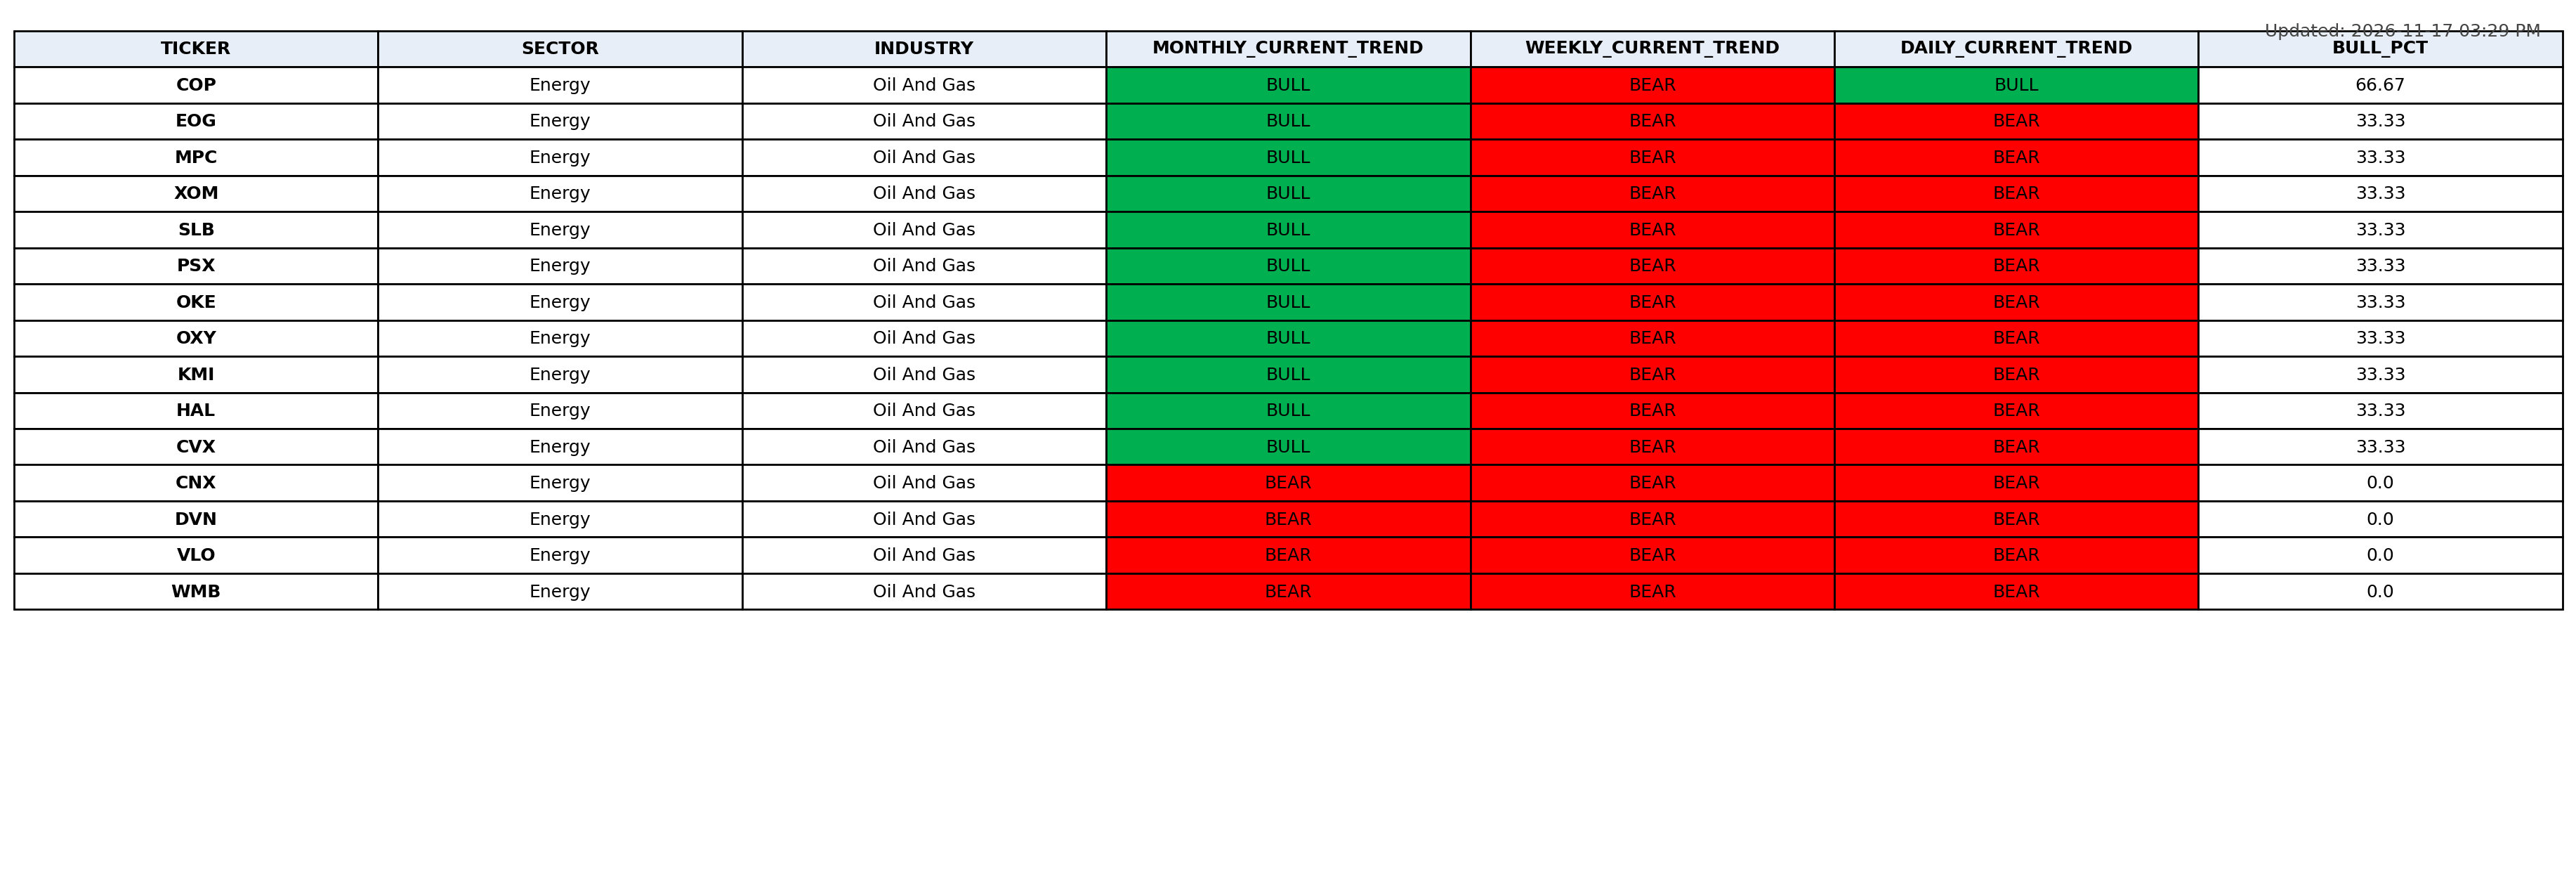 Updated: 2026-11-17 03:29 PM
TICKER SECTOR INDUSTRY MONTHLY_CURRENT_TREND WEEKLY_CURRENT_TREND DAILY_CURRENT_TREND BULL_PCT
COP Energy Oil And Gas BULL BEAR BULL 66.67
EOG Energy Oil And Gas BULL BEAR BEAR 33.33
MPC Energy Oil And Gas BULL BEAR BEAR 33.33
XOM Energy Oil And Gas BULL BEAR BEAR 33.33
SLB Energy Oil And Gas BULL BEAR BEAR 33.33
PSX Energy Oil And Gas BULL BEAR BEAR 33.33
OKE Energy Oil And Gas BULL BEAR BEAR 33.33
OXY Energy Oil And Gas BULL BEAR BEAR 33.33
KMI Energy Oil And Gas BULL BEAR BEAR 33.33
HAL Energy Oil And Gas BULL BEAR BEAR 33.33
CVX Energy Oil And Gas BULL BEAR BEAR 33.33
CNX Energy Oil And Gas BEAR BEAR BEAR 0.0
DVN Energy Oil And Gas BEAR BEAR BEAR 0.0
VLO Energy Oil And Gas BEAR BEAR BEAR 0.0
WMB Energy Oil And Gas BEAR BEAR BEAR 0.0